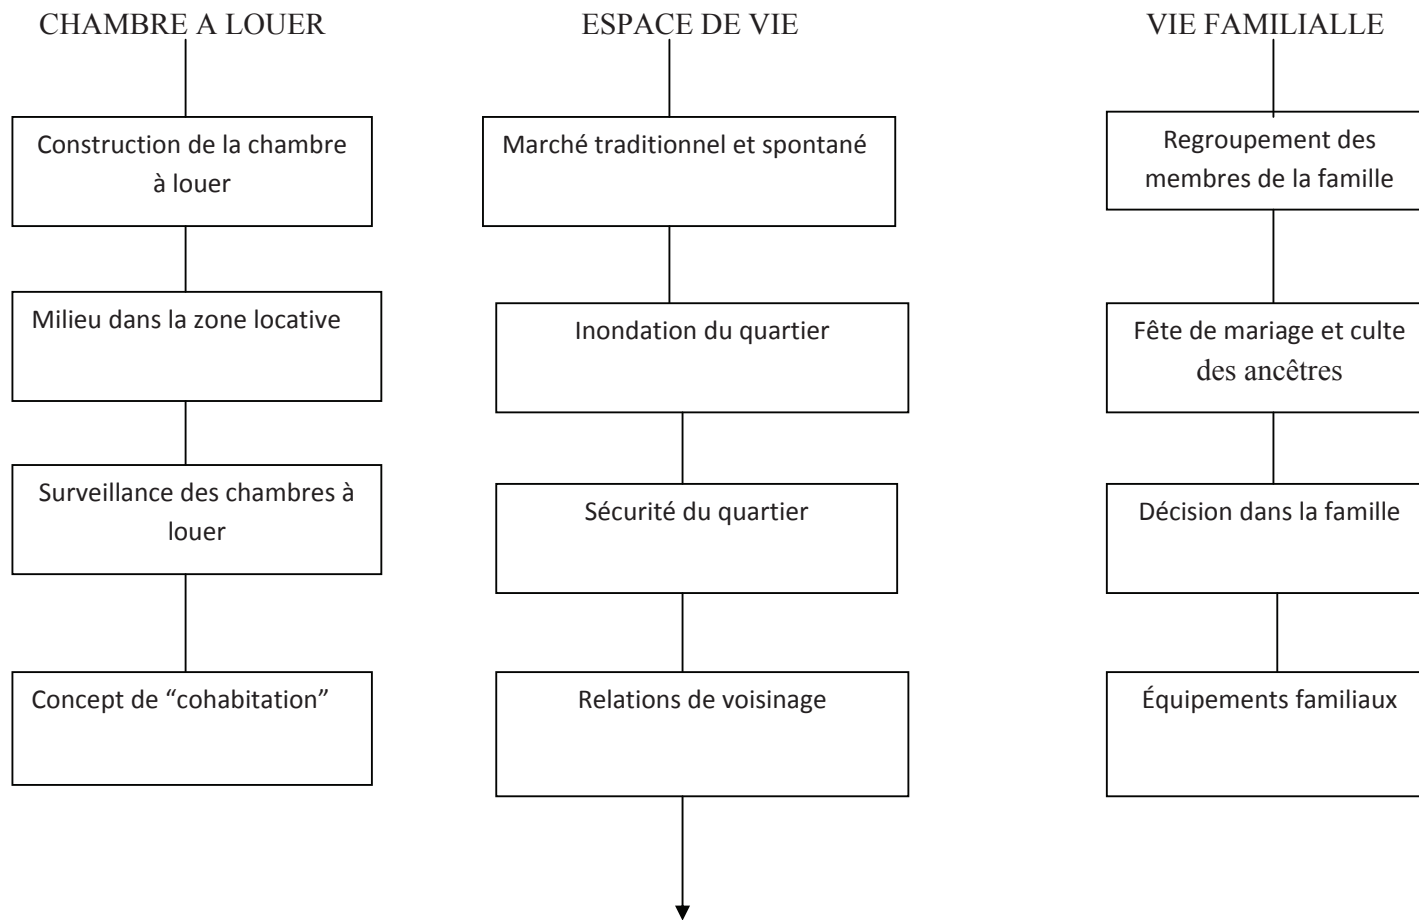 CHAMBRE A LOUER
Construction de la chambre
à louer
Milieu dans la zone locative
Surveillance des chambres à
louer
Concept de “cohabitation”
ESPACE DE VIE
Marché traditionnel et spontané
Inondation du quartier
Sécurité du quartier
Relations de voisinage
VIE FAMILIALLE
Regroupement des
membres de la famille
Fête de mariage et culte
des ancêtres
Décision dans la famille
Équipements familiaux